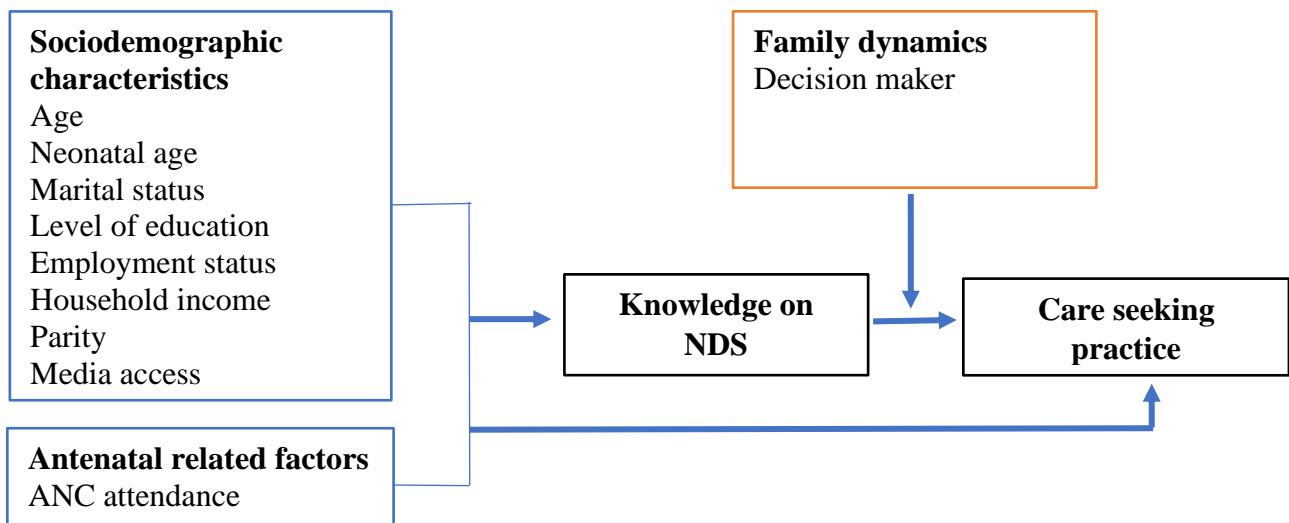 Sociodemographic
characteristics
Age
Neonatal age
Marital status
Level of education
Employment status
Household income
Parity
Media access
Antenatal related factors
ANC attendance
Family dynamics
Decision maker
Knowledge on
NDS
Care seeking
practice